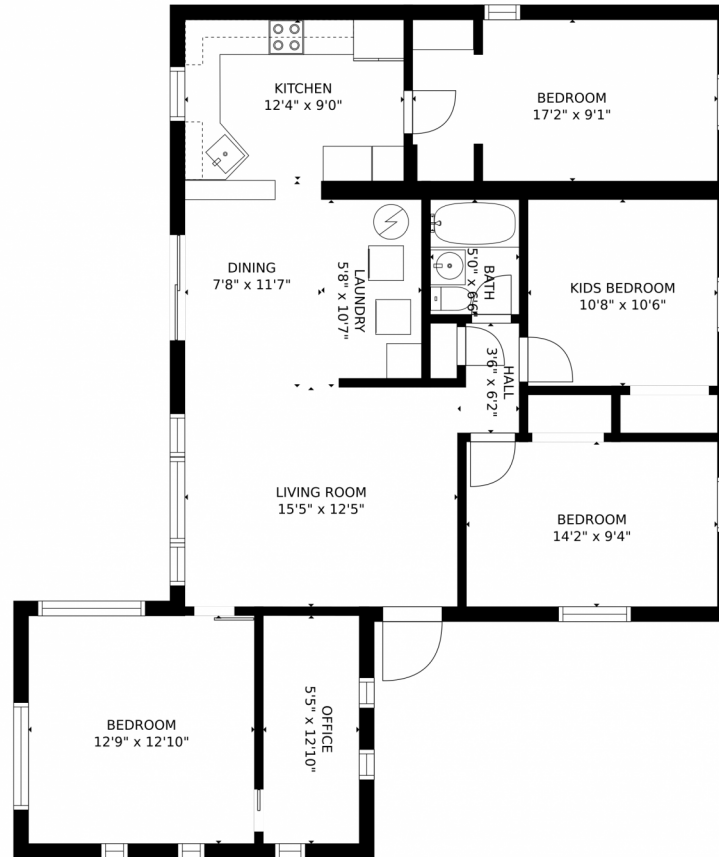 KITCHEN
12'4" x 9'0"
BEDROOM
17'2" x 9'1"
DINING
7'8" x 11'7"
LAUNDRY
5'8" x 10'7"
BATH
5'0" x 6'6"
KIDS BEDROOM
10'8" x 10'6"
HALL
3'6" x 6'2"
LIVING ROOM
15'5" x 12'5"
BEDROOM
14'2" x 9'4"
BEDROOM
12'9" x 12'10"
OFFICE
5'5" x 12'10"